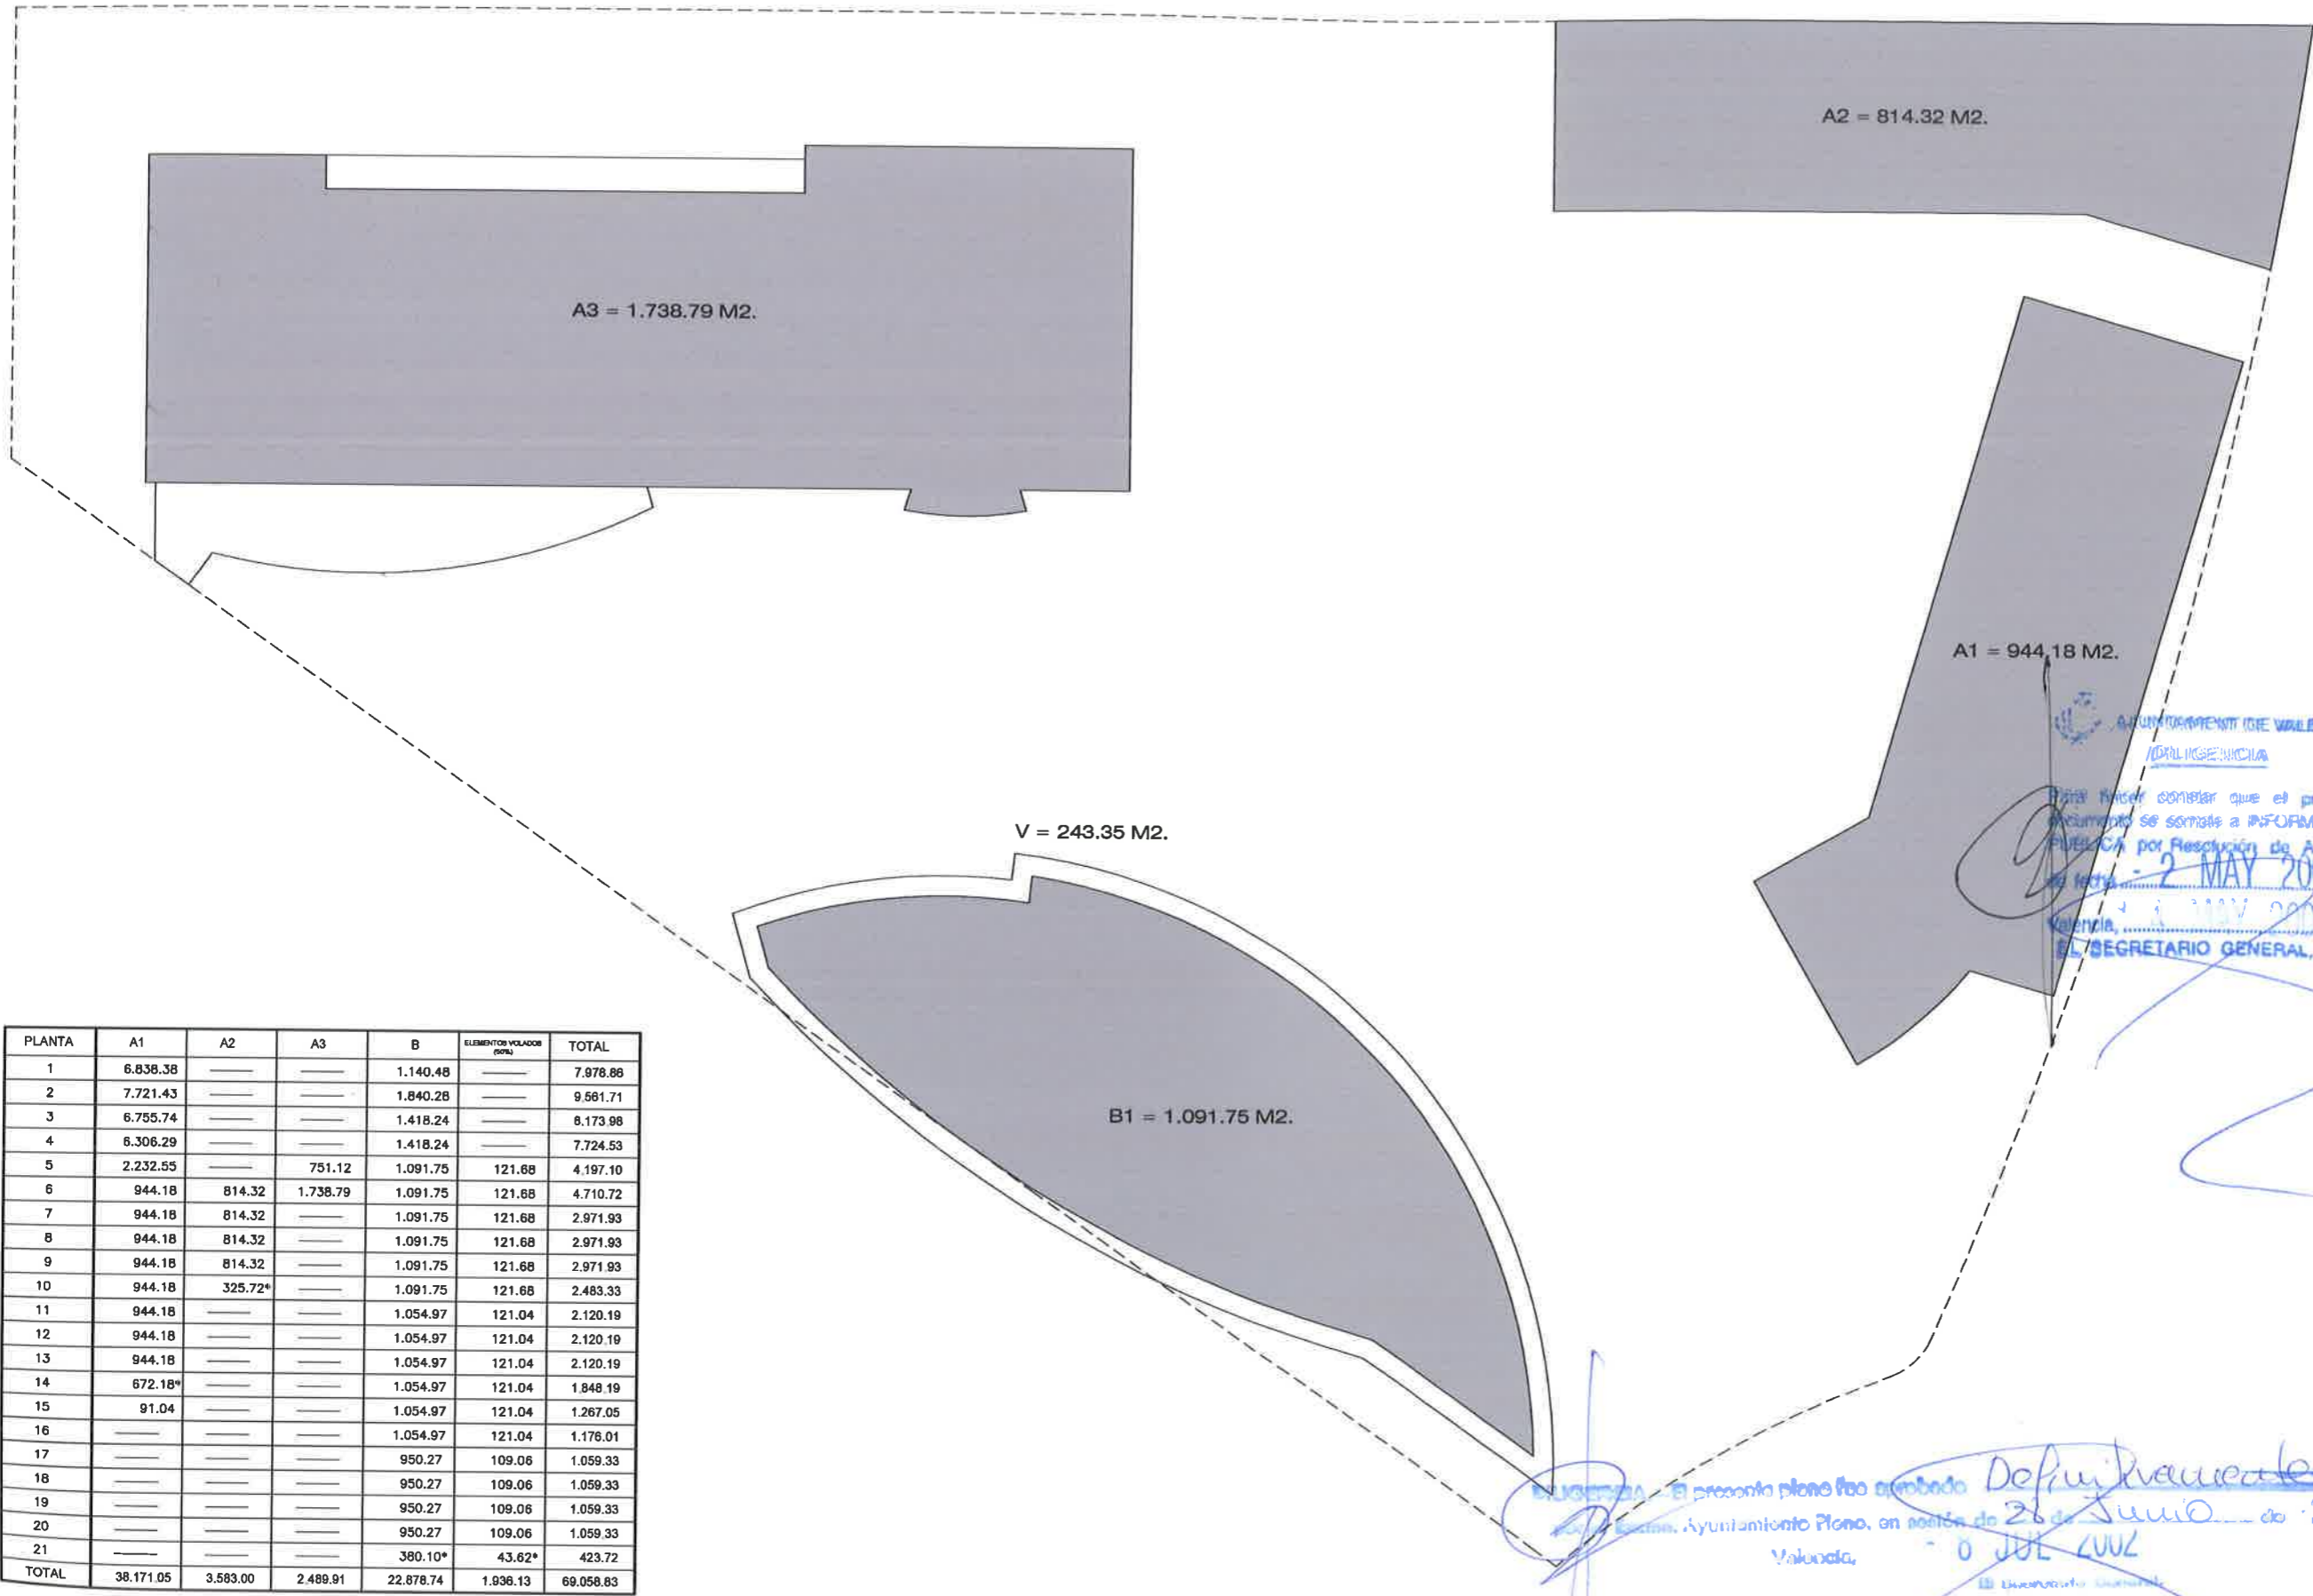 A2 = 814.32 M2.
A3 = 1.738.79 M2.
A1 = 944.18 M2.
AJUNTAMENT DE VALE
DILIGENCIA
Para hacer constar que el pr
documento se somete a INFORM
PUBLICA por Resolución de A
de fecha - 2 MAY 20
Valencia, MAY 200
EL SECRETARIO GENERAL,
V = 243.35 M2.
B1 = 1.091.75 M2.
PLANTA A1 A2 A3 B ELEMENTOS VOLADOS (50%) TOTAL
1 6.838.38 —— —— 1.140.48 —— 7.978.86
2 7.721.43 —— —— 1.840.28 —— 9.561.71
3 6.755.74 —— —— 1.418.24 —— 8.173.98
4 6.306.29 —— —— 1.418.24 —— 7.724.53
5 2.232.55 —— 751.12 1.091.75 121.68 4.197.10
6 944.18 814.32 1.738.79 1.091.75 121.68 4.710.72
7 944.18 814.32 —— 1.091.75 121.68 2.971.93
8 944.18 814.32 —— 1.091.75 121.68 2.971.93
9 944.18 814.32 —— 1.091.75 121.68 2.971.93
10 944.18 325.72* —— 1.091.75 121.68 2.483.33
11 944.18 —— —— 1.054.97 121.04 2.120.19
12 944.18 —— —— 1.054.97 121.04 2.120.19
13 944.18 —— —— 1.054.97 121.04 2.120.19
14 672.18* —— —— 1.054.97 121.04 1.848.19
15 91.04 —— —— 1.054.97 121.04 1.267.05
16 —— —— —— 1.054.97 121.04 1.176.01
17 —— —— —— 950.27 109.06 1.059.33
18 —— —— —— 950.27 109.06 1.059.33
19 —— —— —— 950.27 109.06 1.059.33
20 —— —— —— 950.27 109.06 1.059.33
21 —— —— —— 380.10* 43.62* 423.72
TOTAL 38.171.05 3.583.00 2.489.91 22.878.74 1.936.13 69.058.83
DILIGENCIA - El presente plano fue aprobado Definitivamente
Excmo. Ayuntamiento Pleno, en sesión de 28 de Junio de
Valencia, - 8 JUL 2002